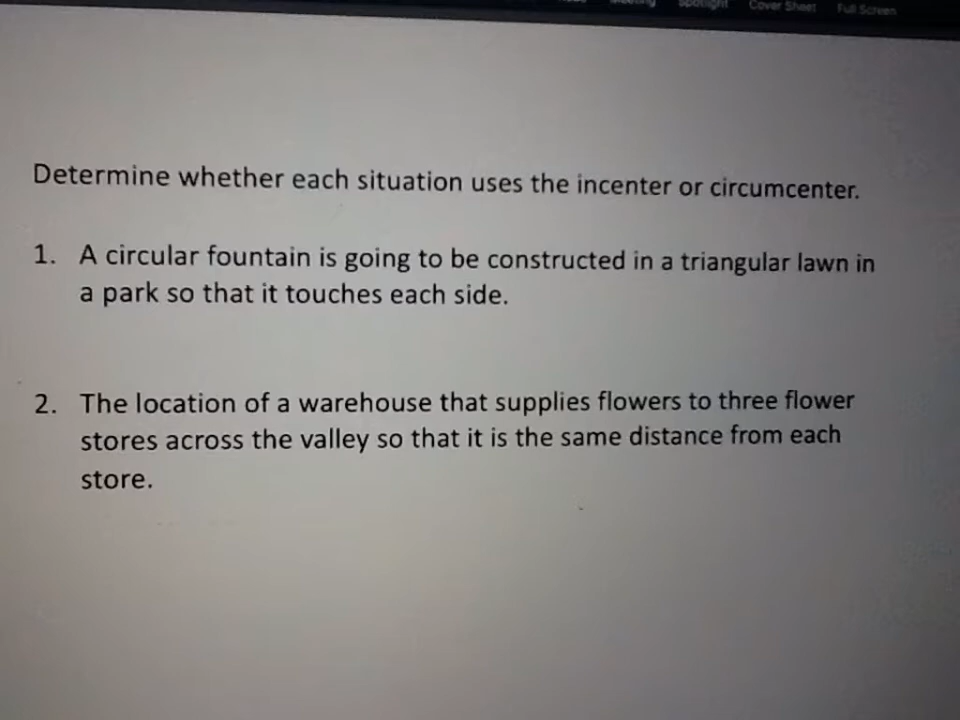 Spotlight Cover Sheet Full Screen
Determine whether each situation uses the incenter or circumcenter.
1. A circular fountain is going to be constructed in a triangular lawn in
a park so that it touches each side.
2. The location of a warehouse that supplies flowers to three flower
stores across the valley so that it is the same distance from each
store.